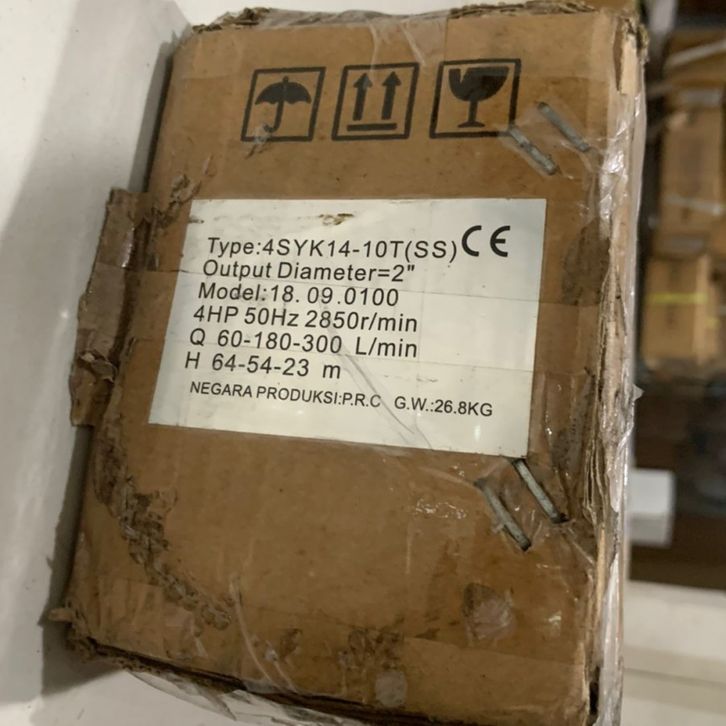 Type:4SYK14-10T(SS) CE
Output Diameter=2"
Model:18.09.0100
4HP 50Hz 2850r/min
Q 60-180-300 L/min
H 64-54-23 m
NEGARA PRODUKSI:P.R.C G.W.:26.8KG